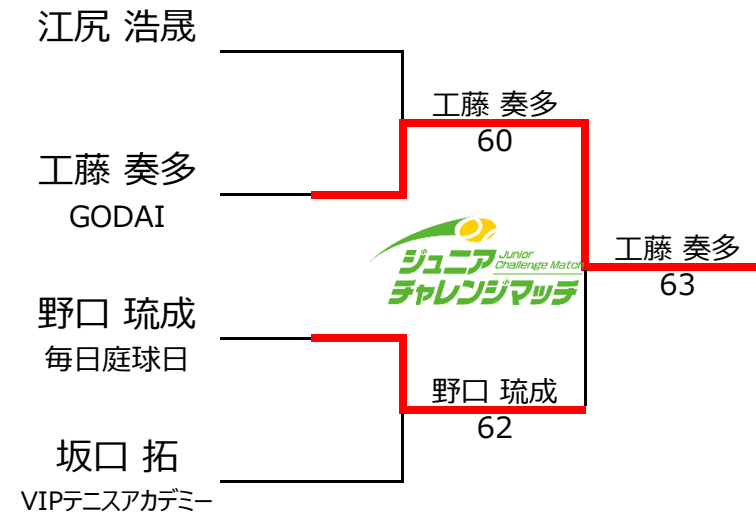 江尻 浩晟
工藤 奏多
60
工藤 奏多
GODAI
ジュニア
Junior
Challenge Match
チャレンジマッチ
工藤 奏多
63
野口 琉成
毎日庭球日
野口 琉成
62
坂口 拓
VIPテニスアカデミー